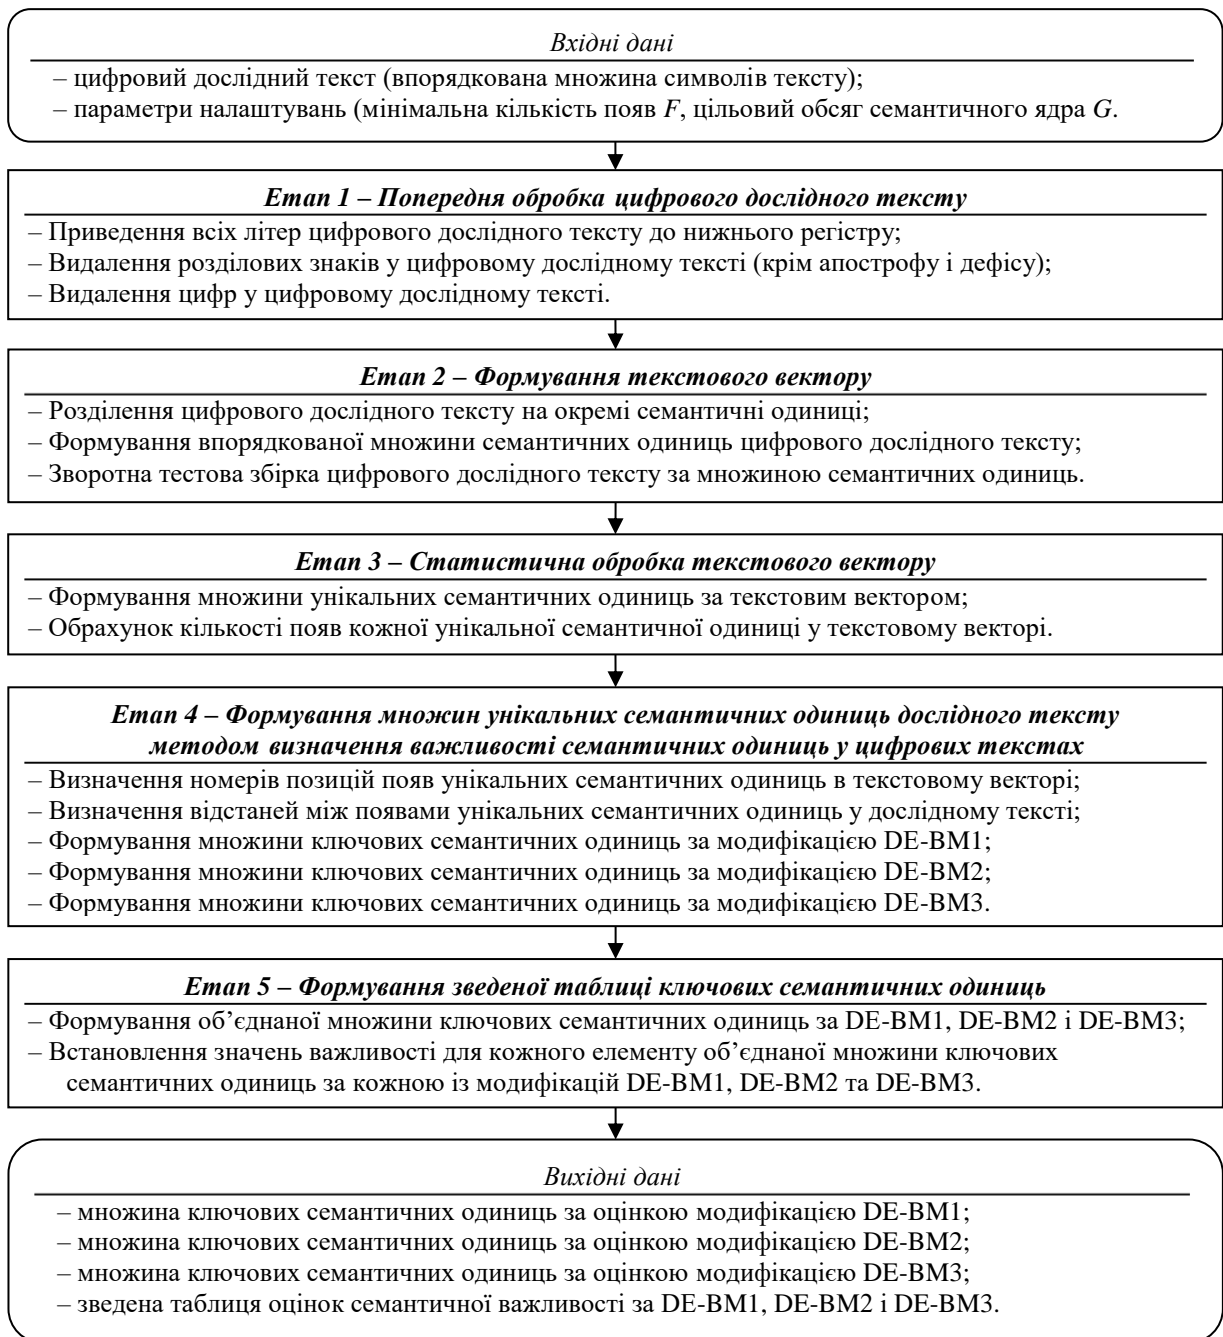 Вхідні дані
– цифровий дослідний текст (впорядкована множина символів тексту);
– параметри налаштувань (мінімальна кількість появ F, цільовий обсяг семантичного ядра G.
Етап 1 – Попередня обробка цифрового дослідного тексту
– Приведення всіх літер цифрового дослідного тексту до нижнього регістру;
– Видалення розділових знаків у цифровому дослідному тексті (крім апострофу і дефісу);
– Видалення цифр у цифровому дослідному тексті.
Етап 2 – Формування текстового вектору
– Розділення цифрового дослідного тексту на окремі семантичні одиниці;
– Формування впорядкованої множини семантичних одиниць цифрового дослідного тексту;
– Зворотна тестова збірка цифрового дослідного тексту за множиною семантичних одиниць.
Етап 3 – Статистична обробка текстового вектору
– Формування множини унікальних семантичних одиниць за текстовим вектором;
– Обрахунок кількості появ кожної унікальної семантичної одиниці у текстовому векторі.
Етап 4 – Формування множин унікальних семантичних одиниць дослідного тексту
методом визначення важливості семантичних одиниць у цифрових текстах
– Визначення номерів позицій появ унікальних семантичних одиниць в текстовому векторі;
– Визначення відстаней між появами унікальних семантичних одиниць у дослідному тексті;
– Формування множини ключових семантичних одиниць за модифікацією DE-BM1;
– Формування множини ключових семантичних одиниць за модифікацією DE-BM2;
– Формування множини ключових семантичних одиниць за модифікацією DE-BM3.
Етап 5 – Формування зведеної таблиці ключових семантичних одиниць
– Формування об’єднаної множини ключових семантичних одиниць за DE-BM1, DE-BM2 і DE-BM3;
– Встановлення значень важливості для кожного елементу об’єднаної множини ключових
семантичних одиниць за кожною із модифікацій DE-BM1, DE-BM2 та DE-BM3.
Вихідні дані
– множина ключових семантичних одиниць за оцінкою модифікацією DE-BM1;
– множина ключових семантичних одиниць за оцінкою модифікацією DE-BM2;
– множина ключових семантичних одиниць за оцінкою модифікацією DE-BM3;
– зведена таблиця оцінок семантичної важливості за DE-BM1, DE-BM2 і DE-BM3.